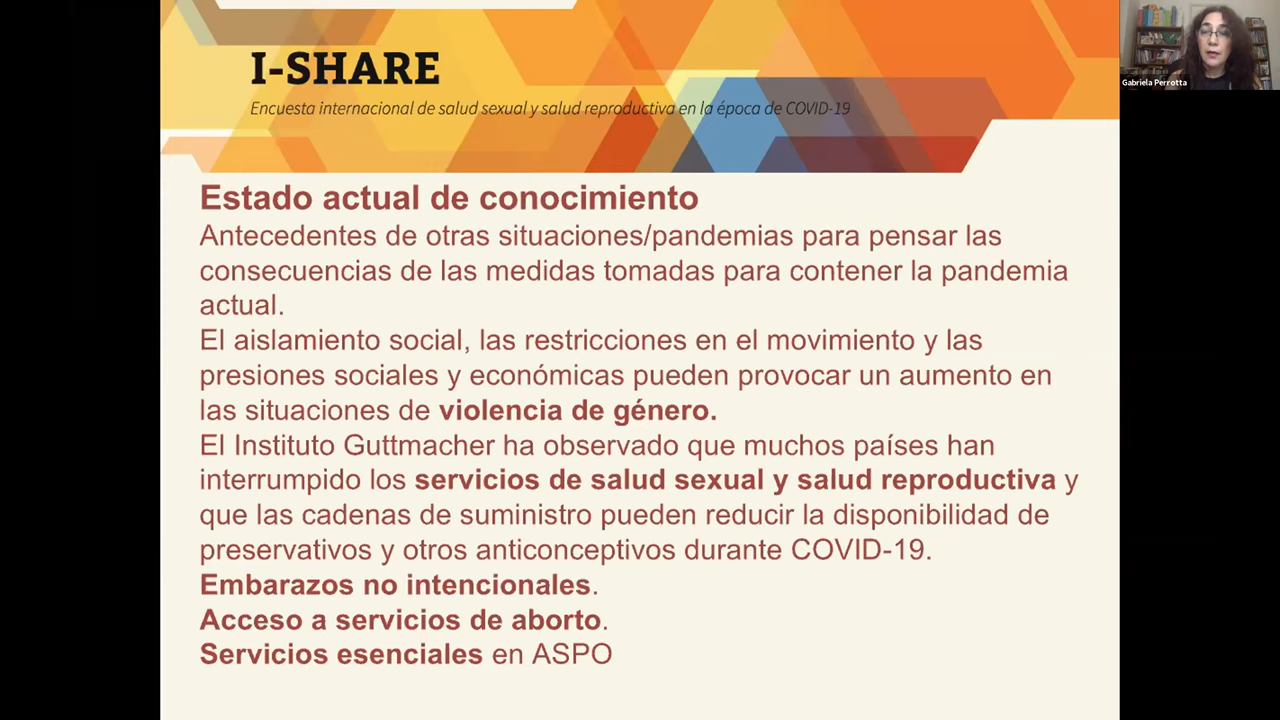 I-SHARE
Encuesta internacional de salud sexual y salud reproductiva en la época de COVID-19
Gabriela Perrotta
Estado actual de conocimiento
Antecedentes de otras situaciones/pandemias para pensar las
consecuencias de las medidas tomadas para contener la pandemia
actual.
El aislamiento social, las restricciones en el movimiento y las
presiones sociales y económicas pueden provocar un aumento en
las situaciones de violencia de género.
El Instituto Guttmacher ha observado que muchos países han
interrumpido los servicios de salud sexual y salud reproductiva y
que las cadenas de suministro pueden reducir la disponibilidad de
preservativos y otros anticonceptivos durante COVID-19.
Embarazos no intencionales.
Acceso a servicios de aborto.
Servicios esenciales en ASPO